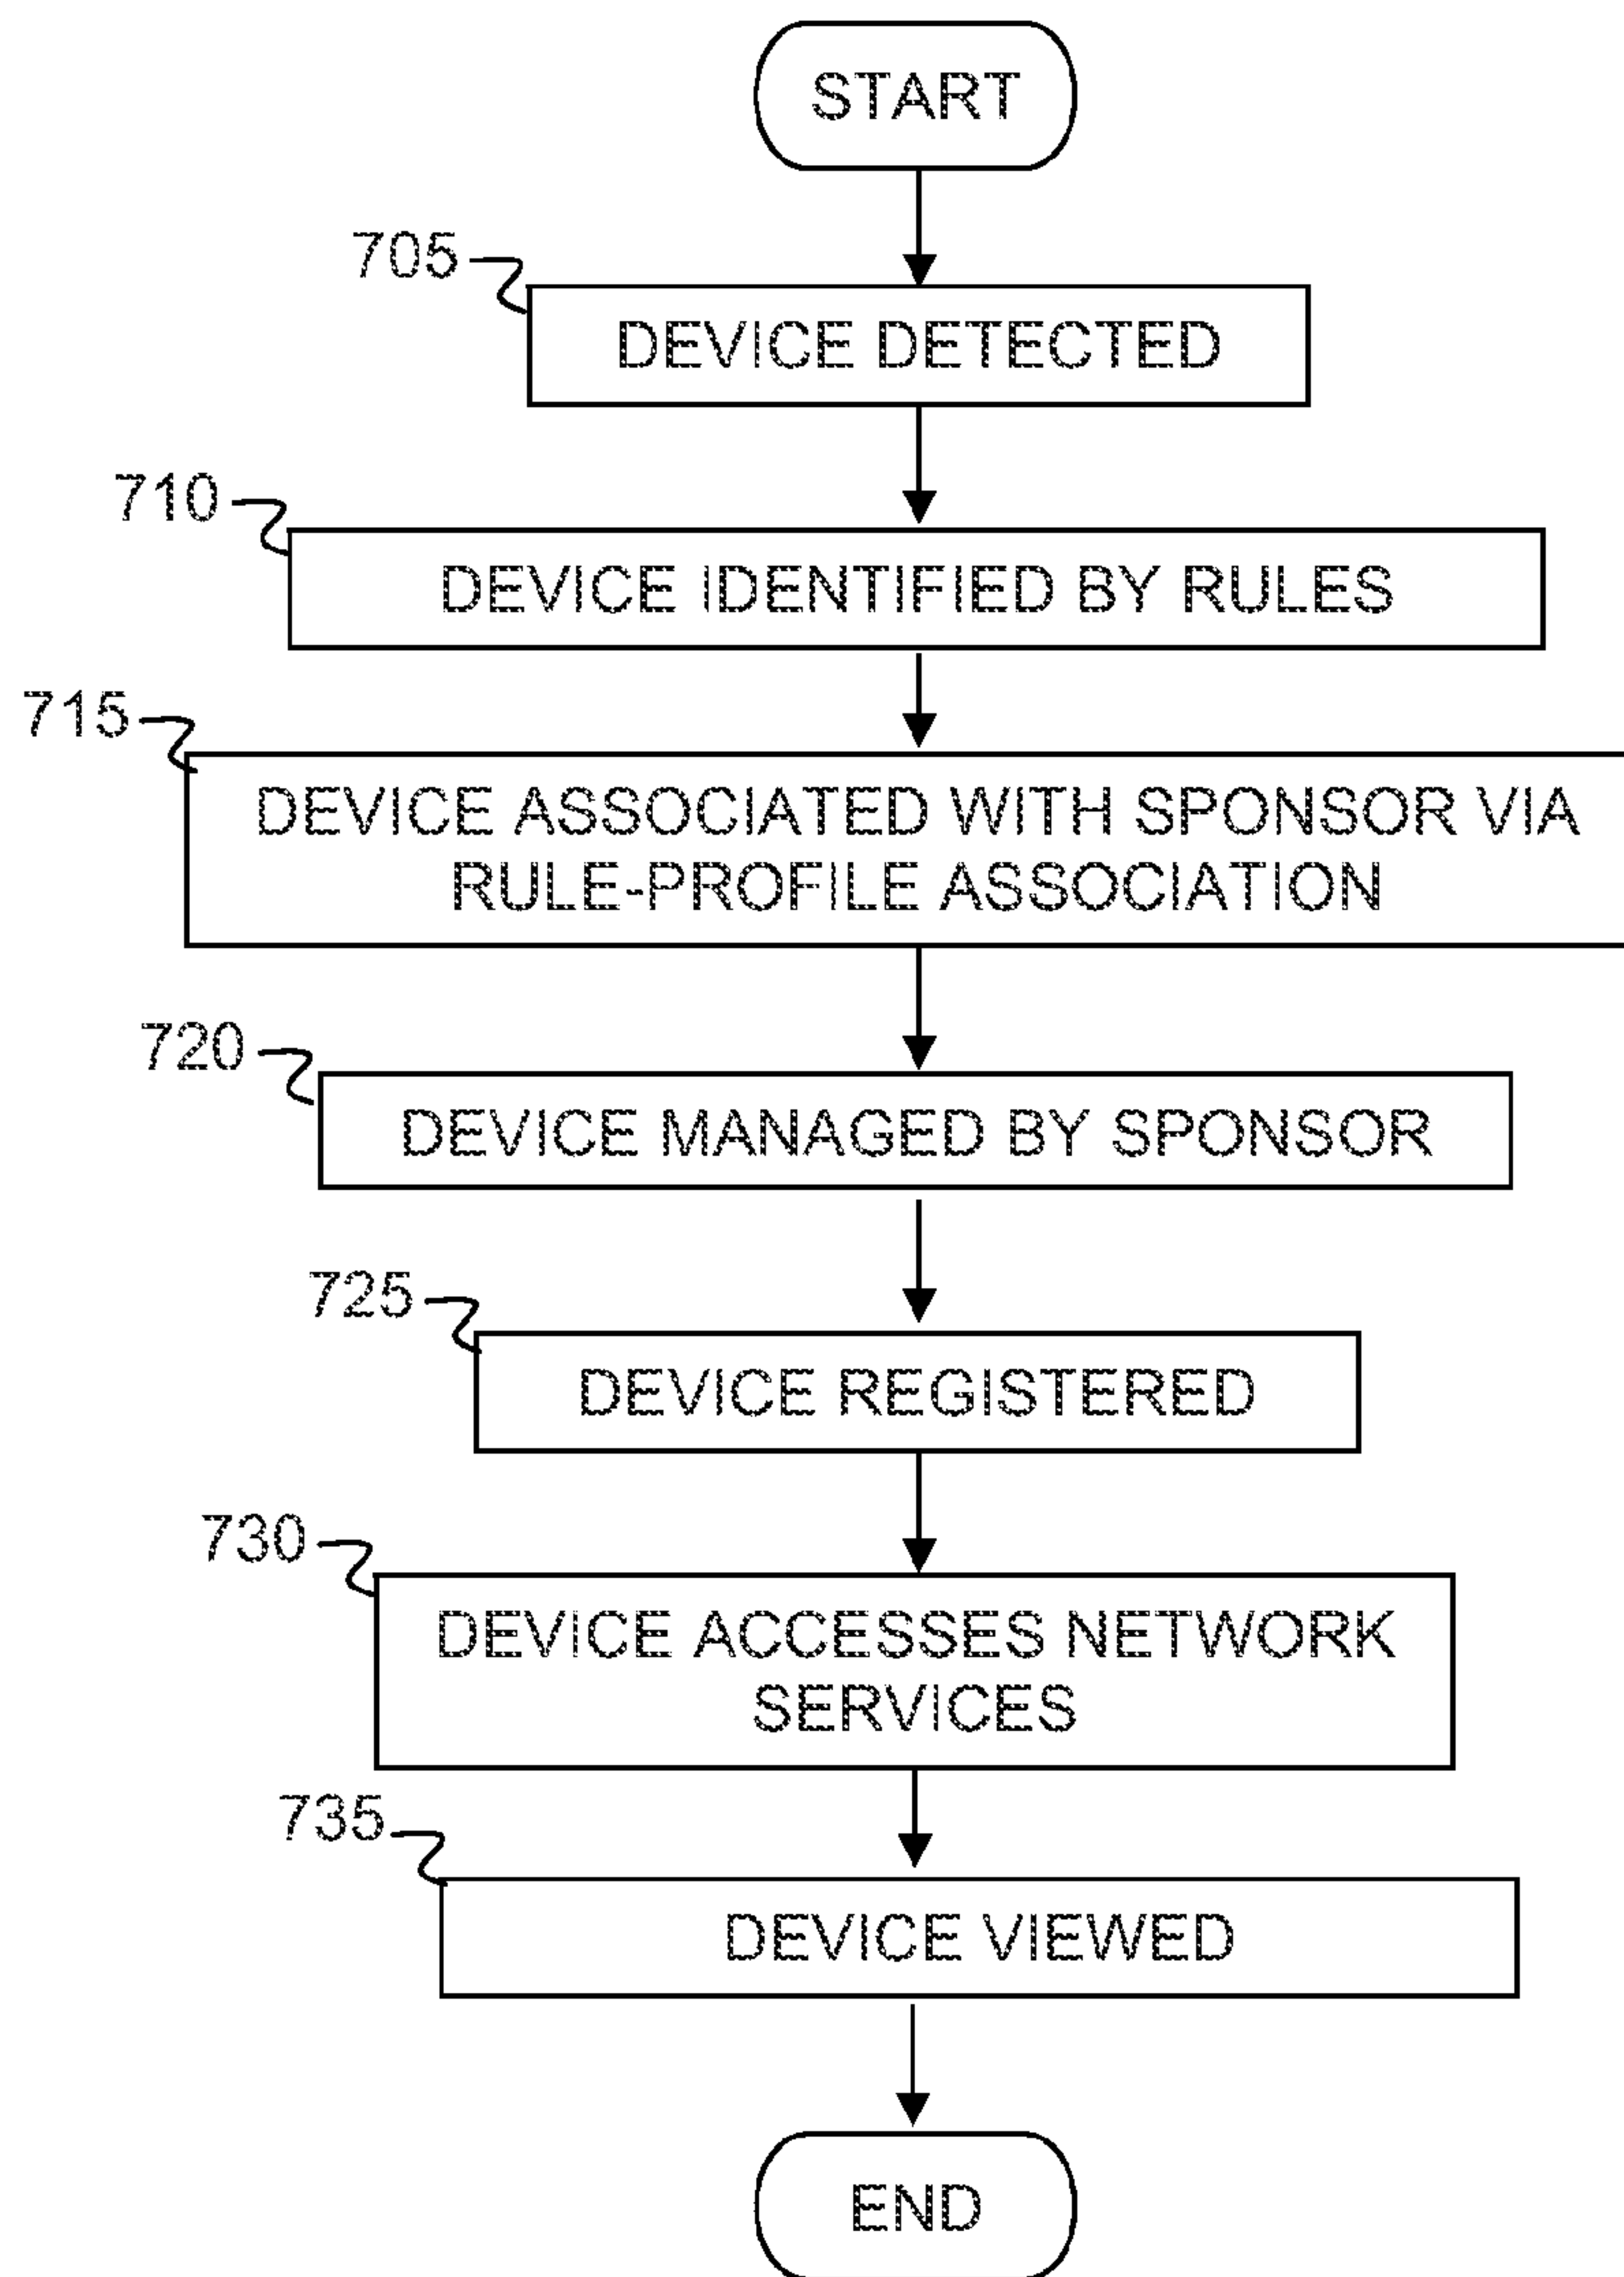 START
705
DEVICE DETECTED
710
DEVICE IDENTIFIED BY RULES
715
DEVICE ASSOCIATED WITH SPONSOR VIA
RULE-PROFILE ASSOCIATION
720
DEVICE MANAGED BY SPONSOR
725
DEVICE REGISTERED
730
DEVICE ACCESSES NETWORK
SERVICES
735
DEVICE VIEWED
END